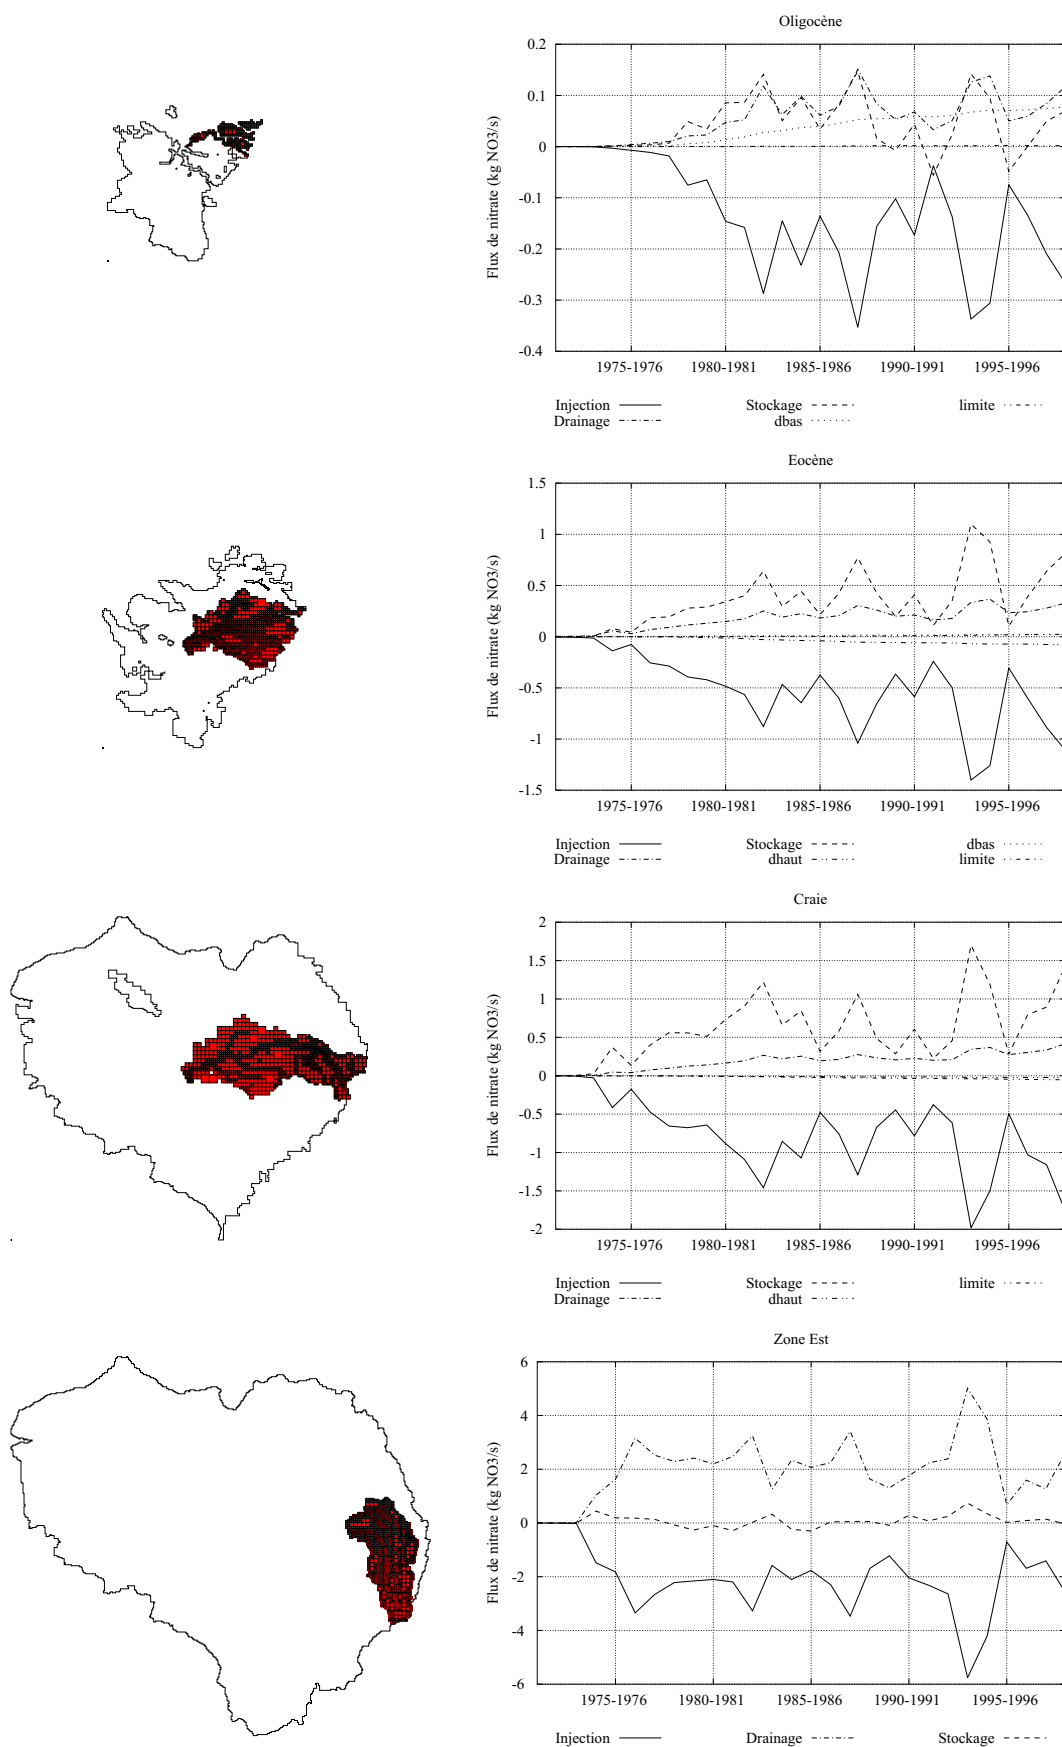 Oligocène
Flux de nitrate (kg NO3/s)
0.2
0.1
0
-0.1
-0.2
-0.3
-0.4
1975-1976 1980-1981 1985-1986 1990-1991 1995-1996
Injection Stockage limite
Drainage dbas
Eocène
Flux de nitrate (kg NO3/s)
1.5
1
0.5
0
-0.5
-1
-1.5
1975-1976 1980-1981 1985-1986 1990-1991 1995-1996
Injection Stockage dbas
Drainage dhaut limite
Craie
Flux de nitrate (kg NO3/s)
2
1.5
1
0.5
0
-0.5
-1
-1.5
-2
1975-1976 1980-1981 1985-1986 1990-1991 1995-1996
Injection Stockage limite
Drainage dhaut
Zone Est
Flux de nitrate (kg NO3/s)
6
4
2
0
-2
-4
-6
1975-1976 1980-1981 1985-1986 1990-1991 1995-1996
Injection Drainage Stockage